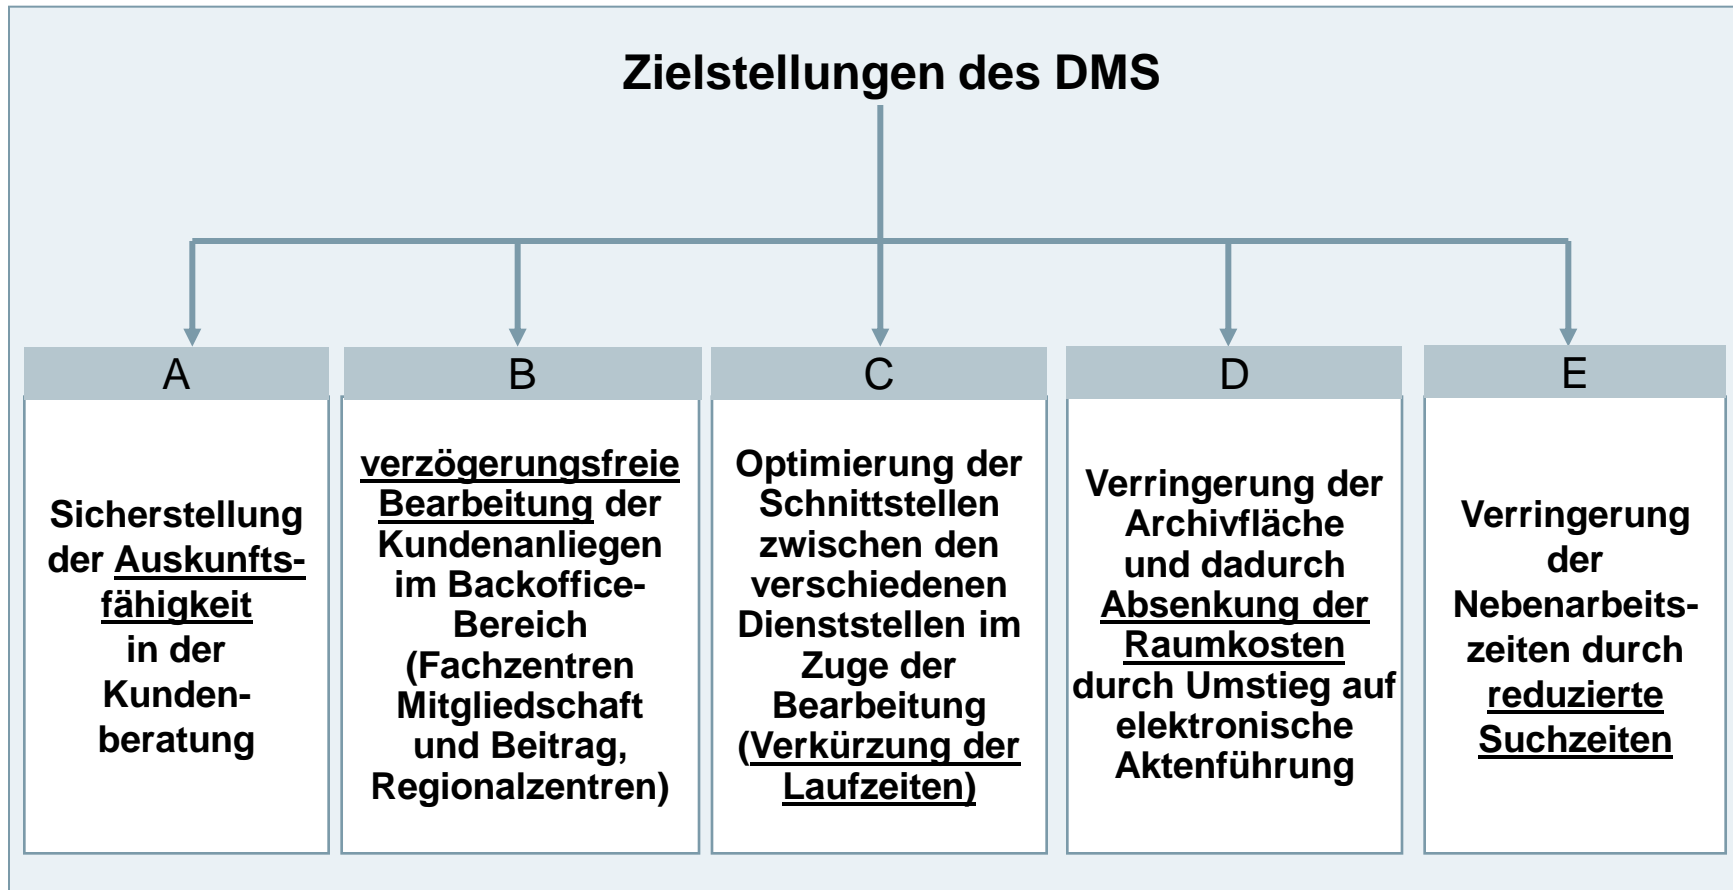 Zielstellungen des DMS
A
Sicherstellung
der Auskunfts-
fähigkeit
in der
Kunden-
beratung
B
verzögerungsfreie
Bearbeitung der
Kundenanliegen
im Backoffice-
Bereich
(Fachzentren
Mitgliedschaft
und Beitrag,
Regionalzentren)
C
Optimierung der
Schnittstellen
zwischen den
verschiedenen
Dienststellen im
Zuge der
Bearbeitung
(Verkürzung der
Laufzeiten)
D
Verringerung der
Archivfläche
und dadurch
Absenkung der
Raumkosten
durch Umstieg auf
elektronische
Aktenführung
E
Verringerung
der
Nebenarbeits-
zeiten durch
reduzierte
Suchzeiten